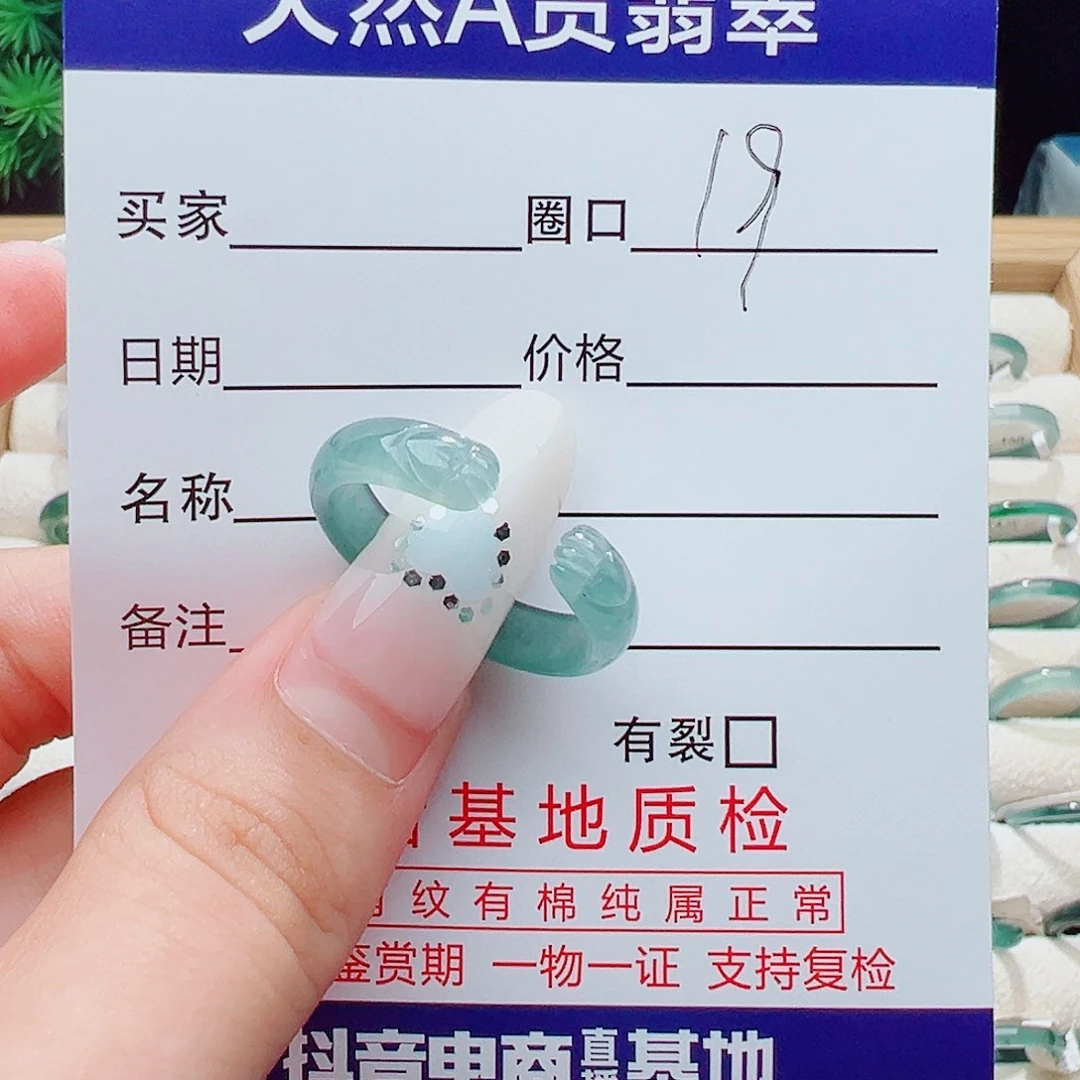 天然A货翡翠
买家 圈口 19
日期 价格
名称
备注
有裂
基地质检
纹有棉纯属正常
鉴赏期 一物一证 支持复检
抖音电商直播基地